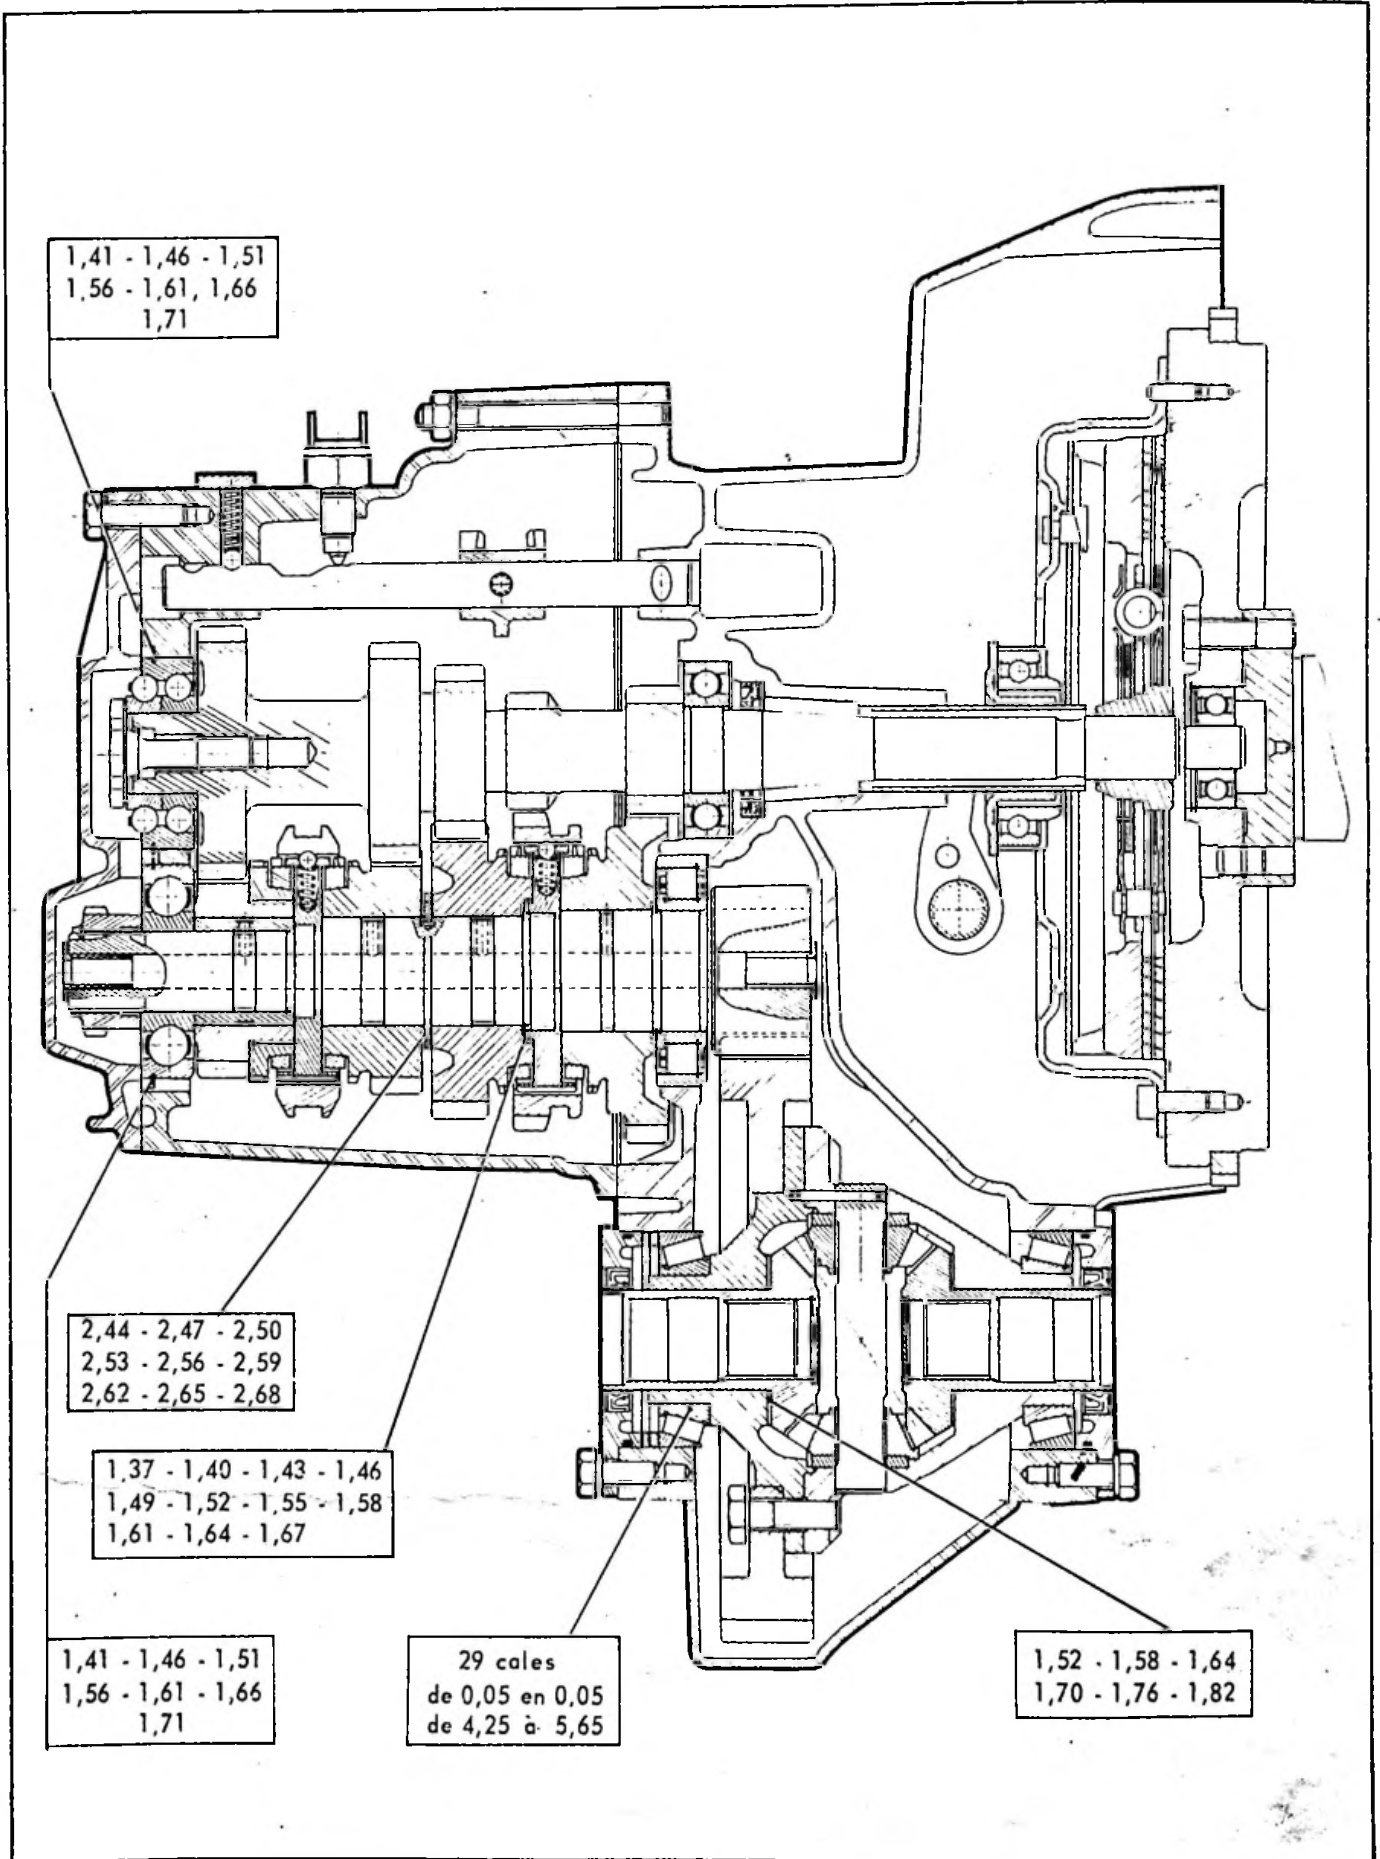 1,41 - 1,46 - 1,51
1,56 - 1,61, 1,66
1,71
2,44 - 2,47 - 2,50
2,53 - 2,56 - 2,59
2,62 - 2,65 - 2,68
1,37 - 1,40 - 1,43 - 1,46
1,49 - 1,52 - 1,55 - 1,58
1,61 - 1,64 - 1,67
1,41 - 1,46 - 1,51
1,56 - 1,61 - 1,66
1,71
29 cales
de 0,05 en 0,05
de 4,25 à 5,65
1,52 - 1,58 - 1,64
1,70 - 1,76 - 1,82